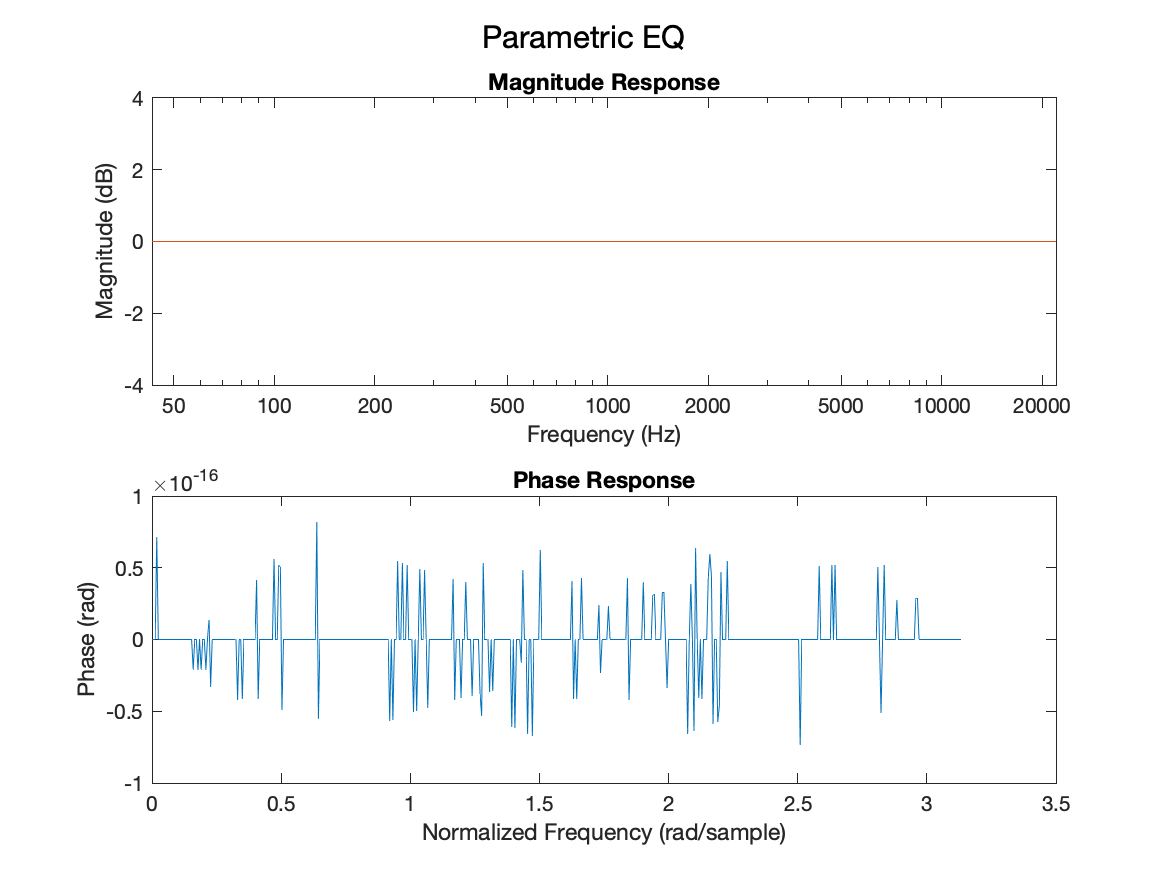 Parametric EQ
Magnitude Response
4
2
0
-2
-4
Magnitude (dB)
50 100 200 500 1000 2000 5000 10000 20000
Frequency (Hz)
×10-16
Phase Response
1
0.5
0
-0.5
-1
Phase (rad)
0 0.5 1 1.5 2 2.5 3 3.5
Normalized Frequency (rad/sample)